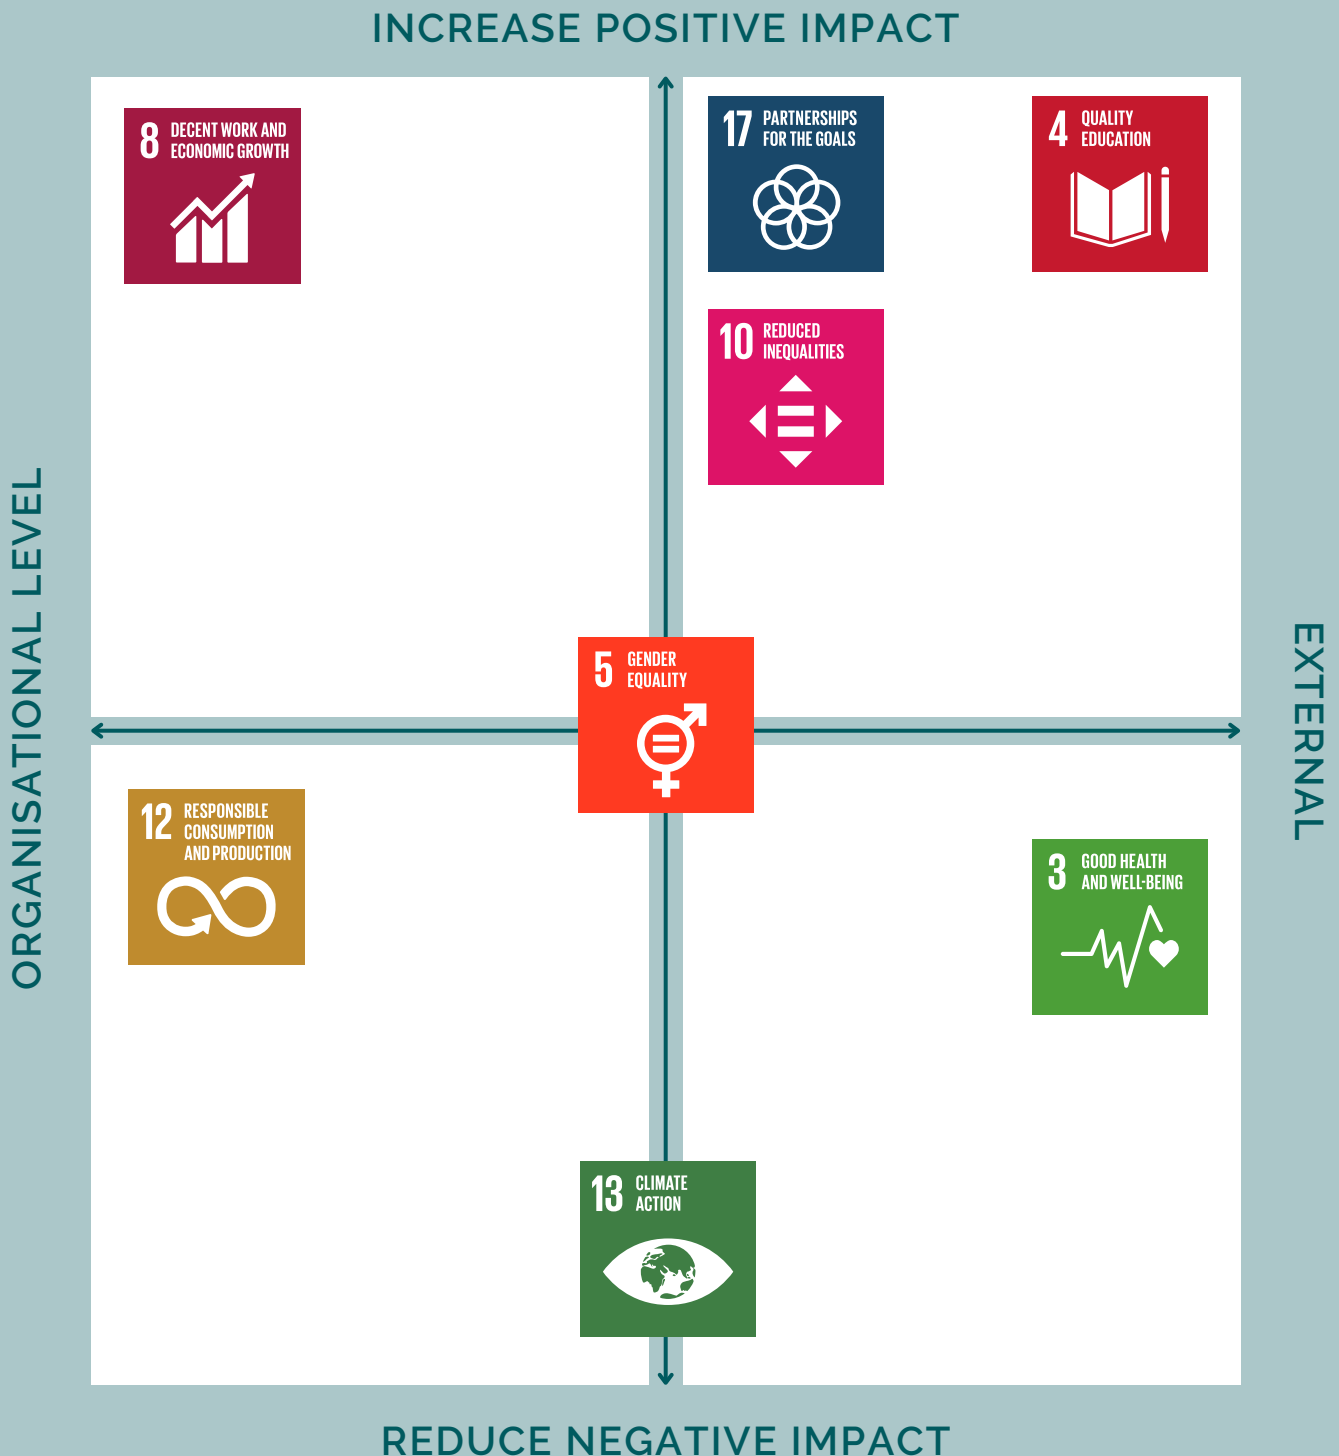 INCREASE POSITIVE IMPACT
8 DECENT WORK AND
ECONOMIC GROWTH
17 PARTNERSHIPS
FOR THE GOALS
4 QUALITY
EDUCATION
10 REDUCED
INEQUALITIES
ORGANISATIONAL LEVEL
EXTERNAL
5 GENDER
EQUALITY
12 RESPONSIBLE
CONSUMPTION
AND PRODUCTION
3 GOOD HEALTH
AND WELL-BEING
13 CLIMATE
ACTION
REDUCE NEGATIVE IMPACT